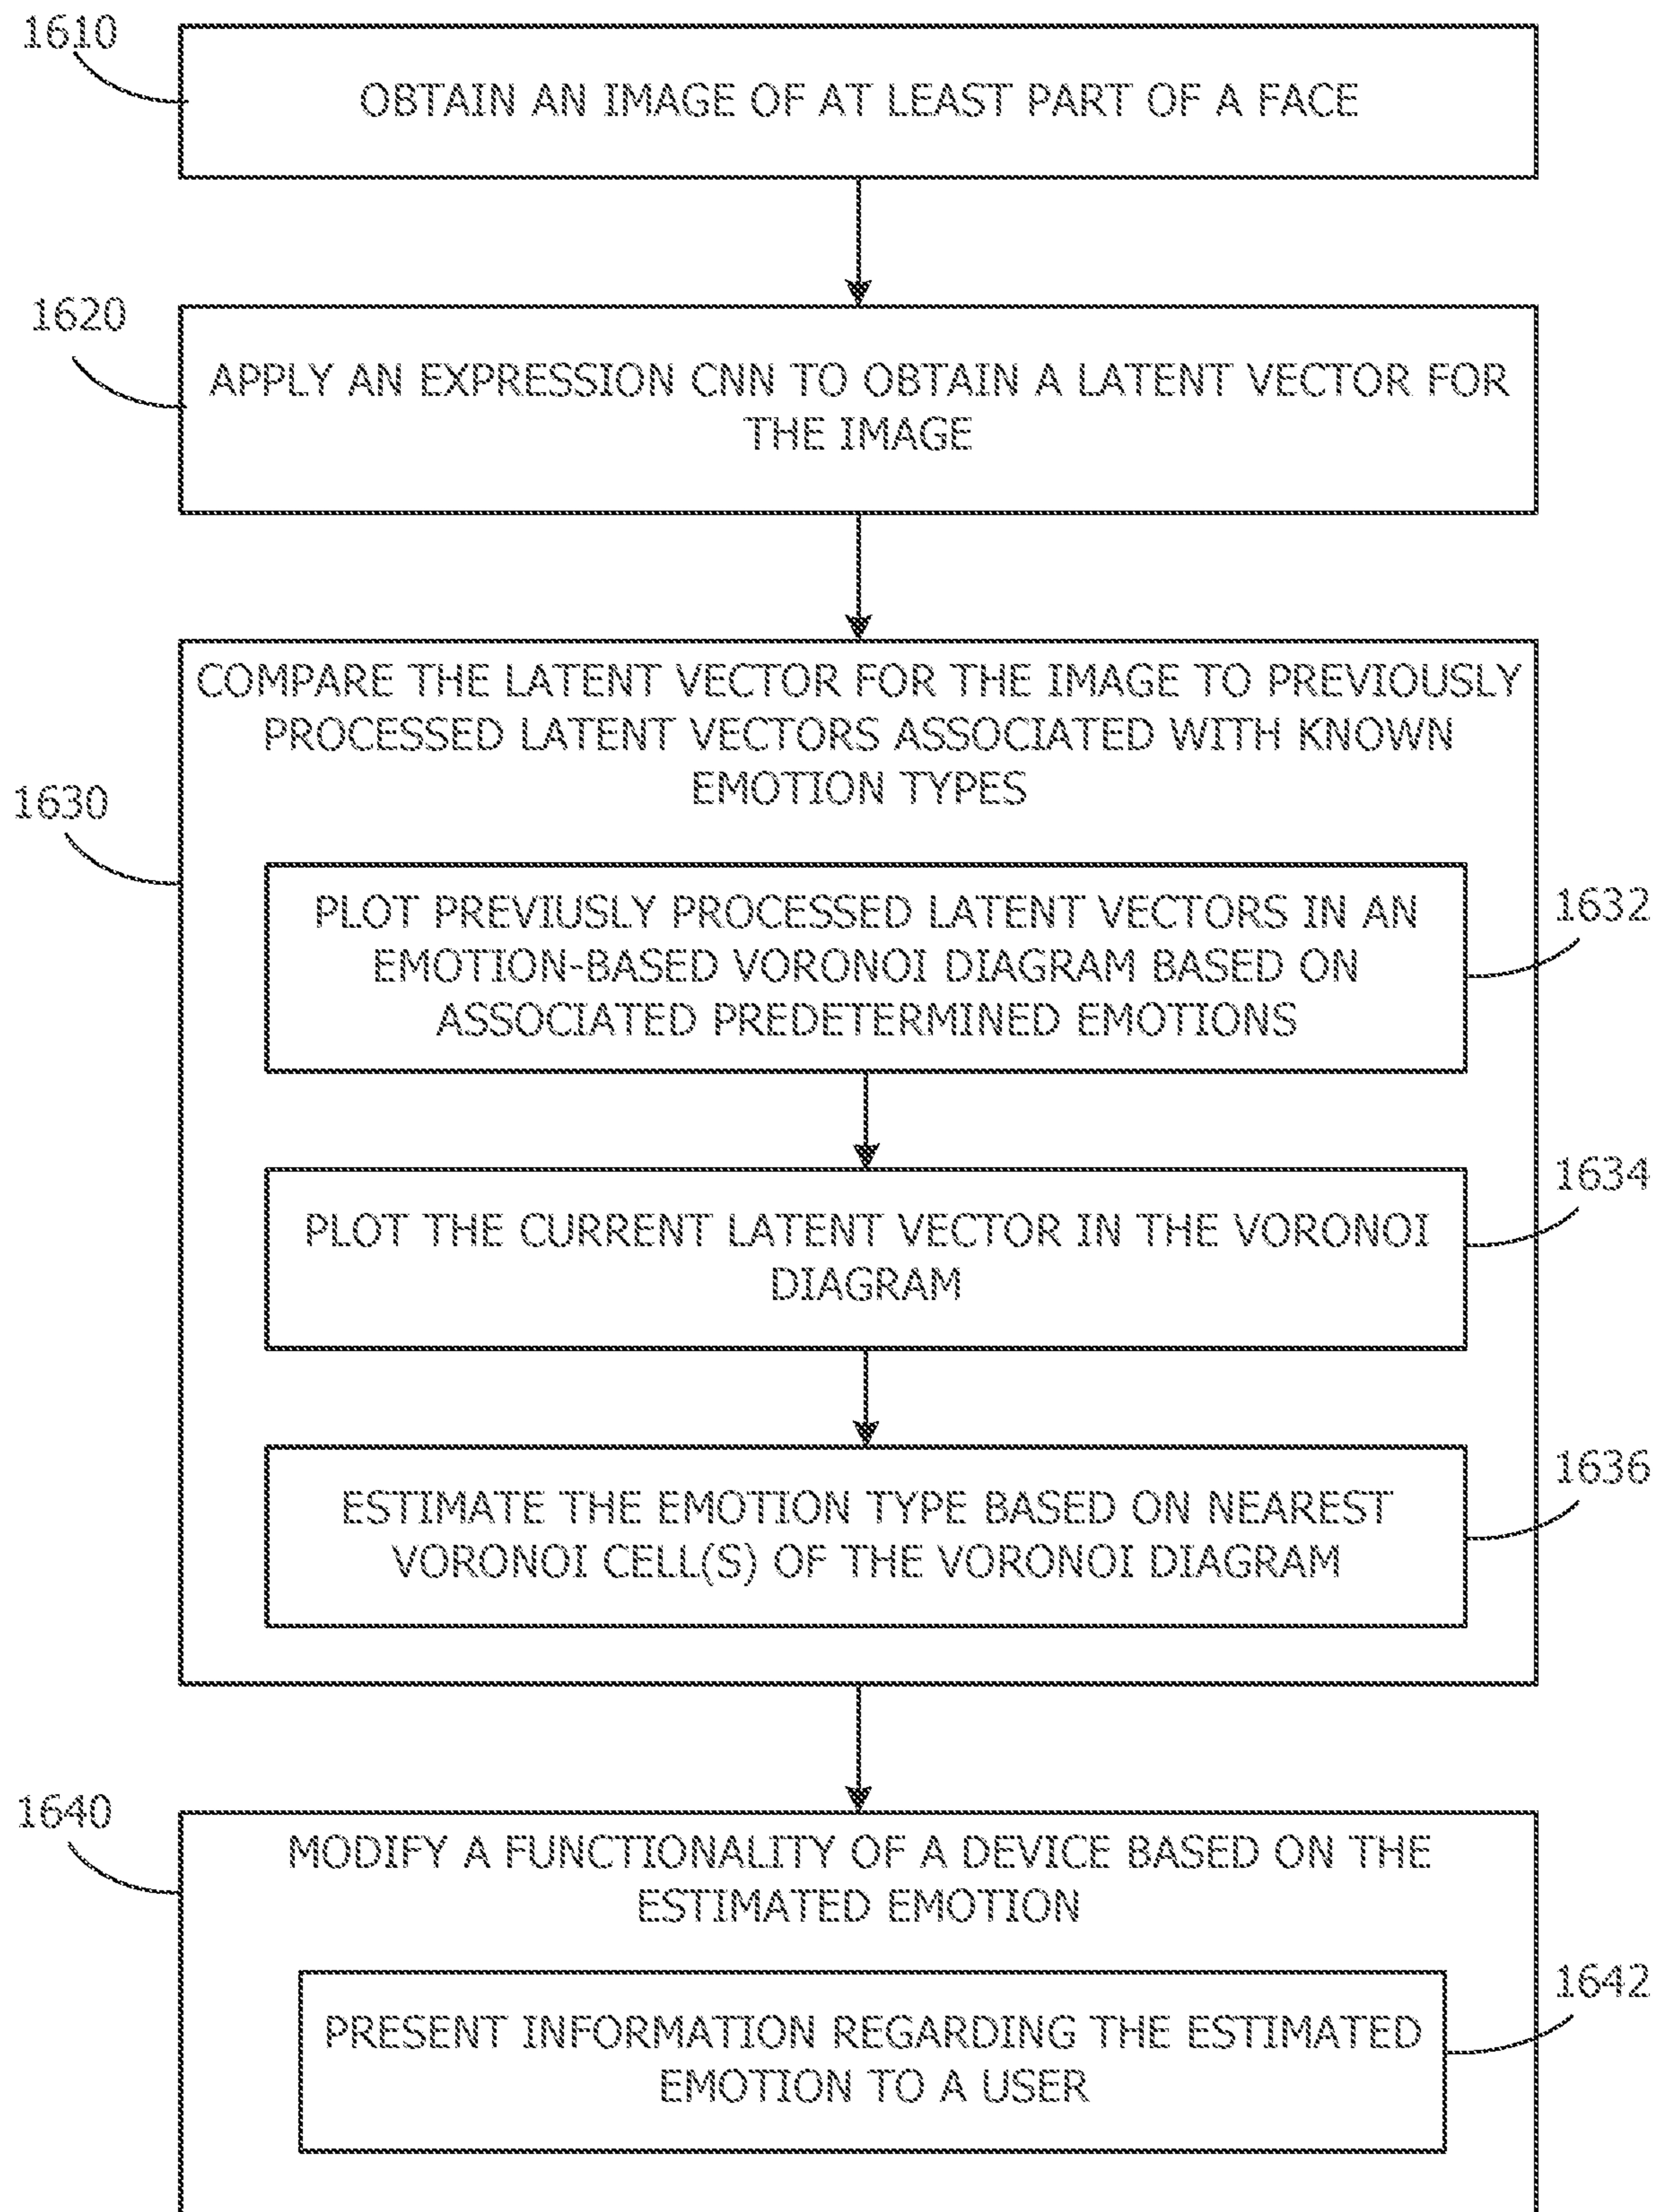 1610
OBTAIN AN IMAGE OF AT LEAST PART OF A FACE
1620
APPLY AN EXPRESSION CNN TO OBTAIN A LATENT VECTOR FOR
THE IMAGE
1630
COMPARE THE LATENT VECTOR FOR THE IMAGE TO PREVIOUSLY
PROCESSED LATENT VECTORS ASSOCIATED WITH KNOWN
EMOTION TYPES
1632
PLOT PREVIUSLY PROCESSED LATENT VECTORS IN AN
EMOTION-BASED VORONOI DIAGRAM BASED ON
ASSOCIATED PREDETERMINED EMOTIONS
1634
PLOT THE CURRENT LATENT VECTOR IN THE VORONOI
DIAGRAM
1636
ESTIMATE THE EMOTION TYPE BASED ON NEAREST
VORONOI CELL(S) OF THE VORONOI DIAGRAM
1640
MODIFY A FUNCTIONALITY OF A DEVICE BASED ON THE
ESTIMATED EMOTION
1642
PRESENT INFORMATION REGARDING THE ESTIMATED
EMOTION TO A USER